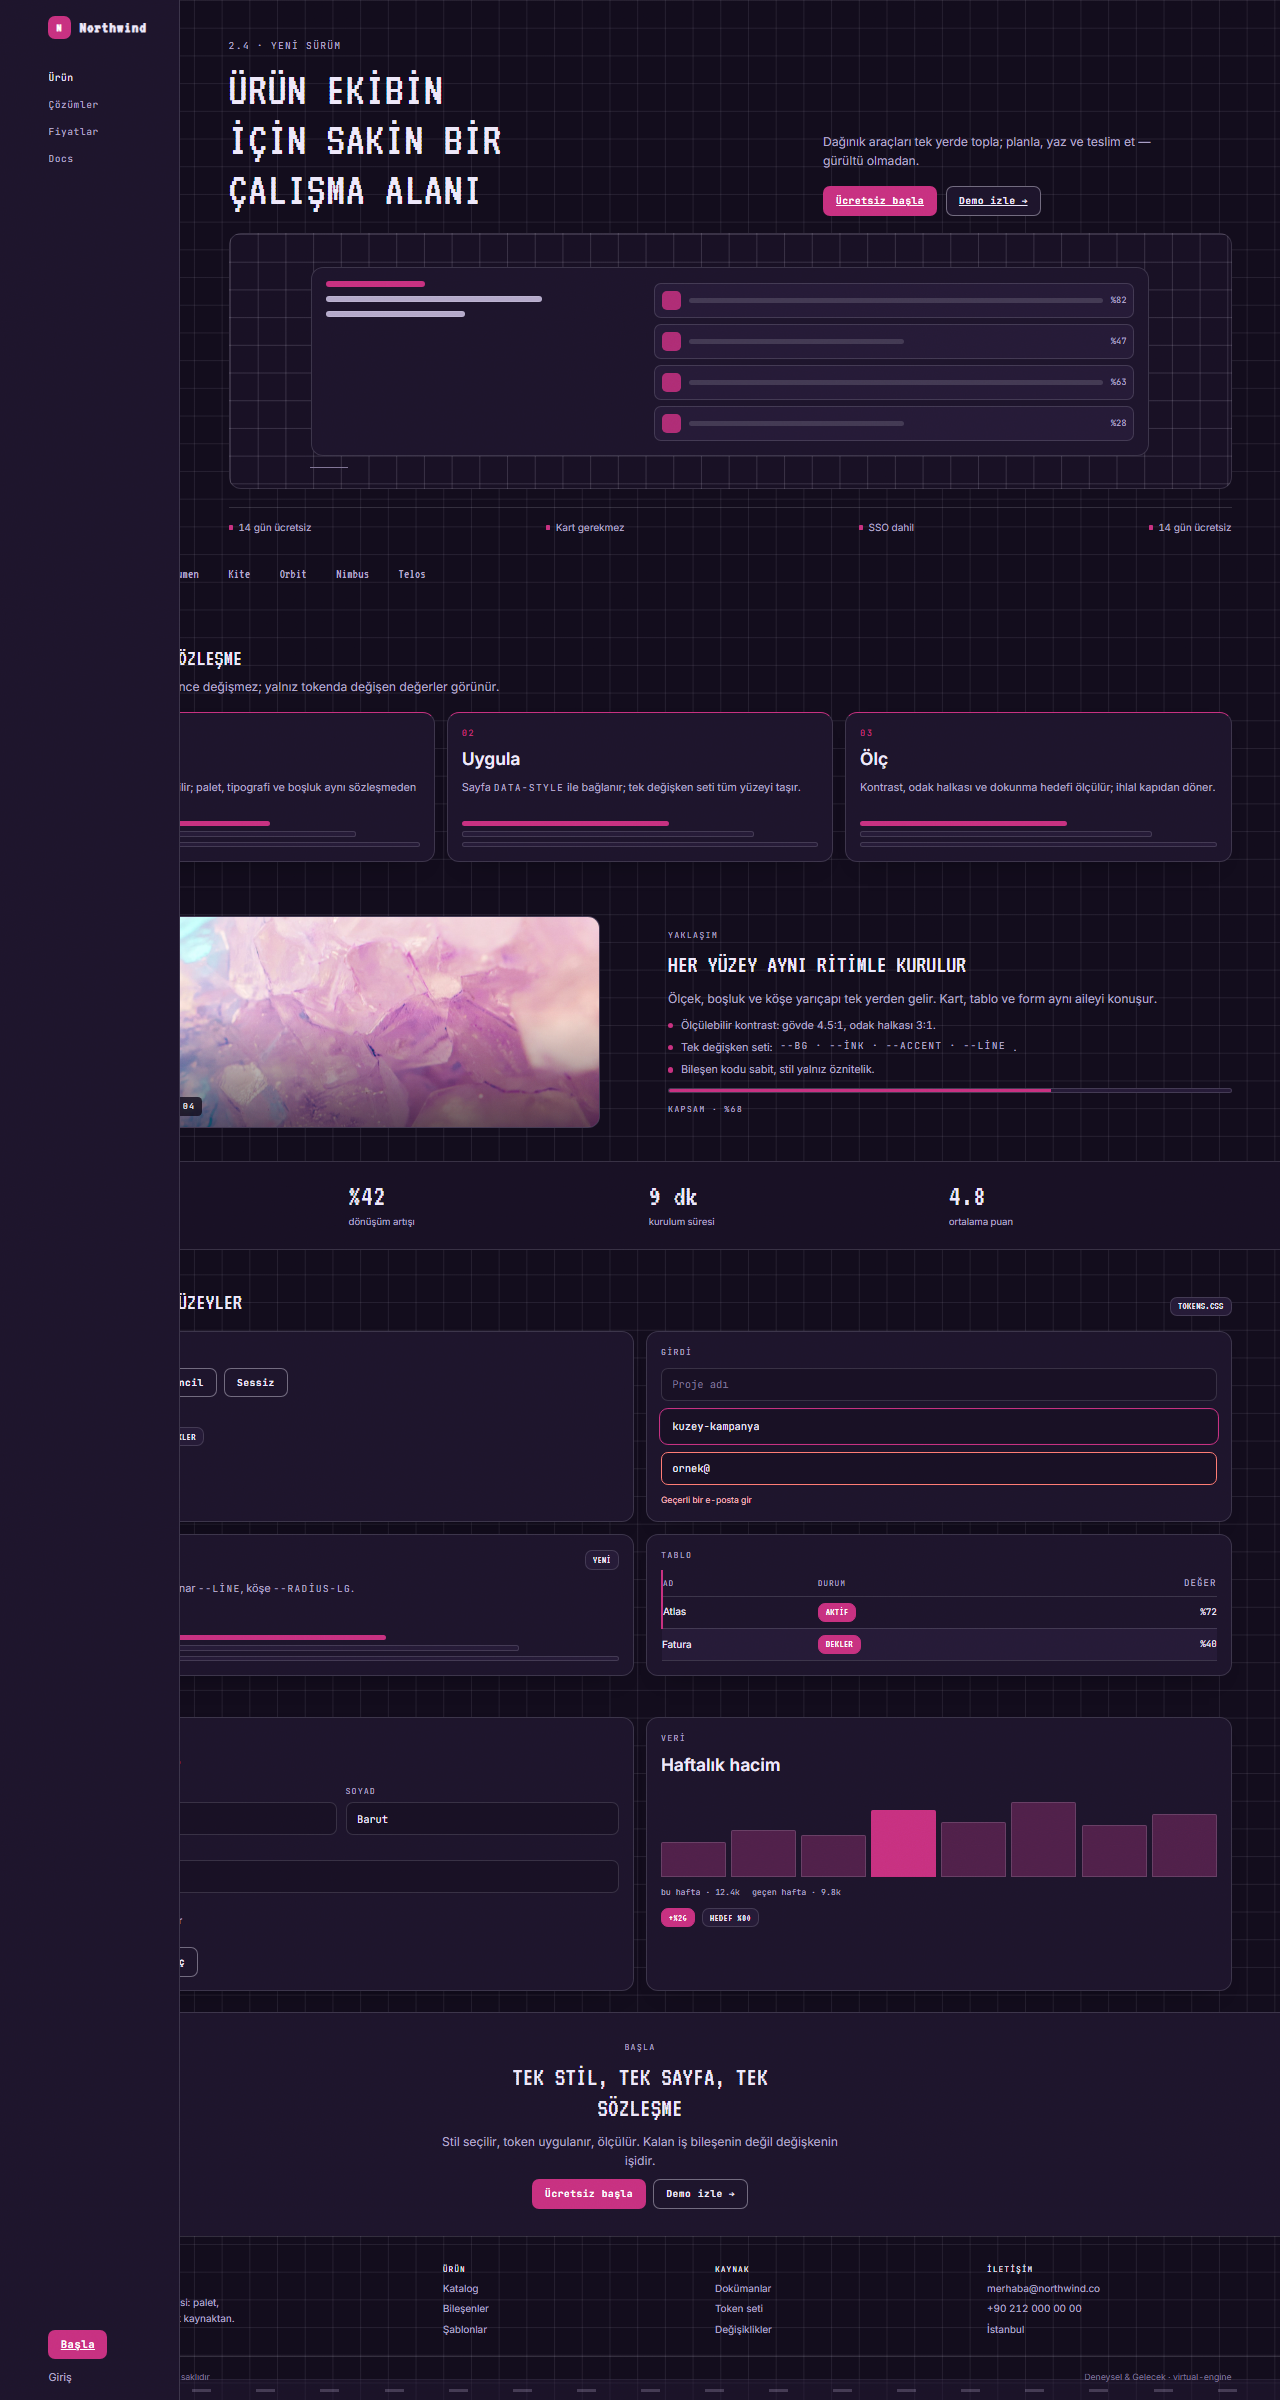 N Northwind
Ürün
Çözümler
Fiyatlar
Docs
2.4 · YENİ SÜRÜM
ÜRÜN EKİBİN
İÇİN SAKİN BİR
ÇALIŞMA ALANI
Dağınık araçları tek yerde topla; planla, yaz ve teslim et —
gürültü olmadan.
Ücretsiz başla
Demo izle →
%82
%47
%63
%28
14 gün ücretsiz
Kart gerekmez
SSO dahil
14 gün ücretsiz
umen Kite Orbit Nimbus Telos
ÖZLEŞME
nce değişmez; yalnız tokenda değişen değerler görünür.
ilir; palet, tipografi ve boşluk aynı sözleşmeden
02
Uygula
Sayfa DATA-STYLE ile bağlanır; tek değişken seti tüm yüzeyi taşır.
03
Ölç
Kontrast, odak halkası ve dokunma hedefi ölçülür; ihlal kapıdan döner.
04
YAKLAŞIM
HER YÜZEY AYNI RİTİMLE KURULUR
Ölçek, boşluk ve köşe yarıçapı tek yerden gelir. Kart, tablo ve form aynı aileyi konuşur.
Ölçülebilir kontrast: gövde 4.5:1, odak halkası 3:1.
Tek değişken seti: --BG · --İNK · --ACCENT · --LİNE .
Bileşen kodu sabit, stil yalnız öznitelik.
KAPSAM · %68
%42
dönüşüm artışı
9 dk
kurulum süresi
4.8
ortalama puan
ÜZEYLER
TOKENS.CSS
ncil
Sessiz
KLER
GİRDİ
Proje adı
kuzey-kampanya
ornek@
Geçerli bir e-posta gir
YENİ
nar --LİNE, köşe --RADİUS-LG.
TABLO
AD DURUM DEĞER
Atlas AKTİF %72
Fatura BEKLER %40
SOYAD
Barut
Ç
VERİ
Haftalık hacim
bu hafta · 12.4k geçen hafta · 9.8k
+%26
HEDEF %80
BAŞLA
TEK STİL, TEK SAYFA, TEK
SÖZLEŞME
Stil seçilir, token uygulanır, ölçülür. Kalan iş bileşenin değil değişkenin
işidir.
Ücretsiz başla
Demo izle →
si: palet,
kaynaktan.
ÜRÜN
Katalog
Bileşenler
Şablonlar
KAYNAK
Dokümanlar
Token seti
Değişiklikler
İLETİŞİM
merhaba@northwind.co
+90 212 000 00 00
İstanbul
Başla
Giriş
saklıdır
Deneysel & Gelecek · virtual-engine